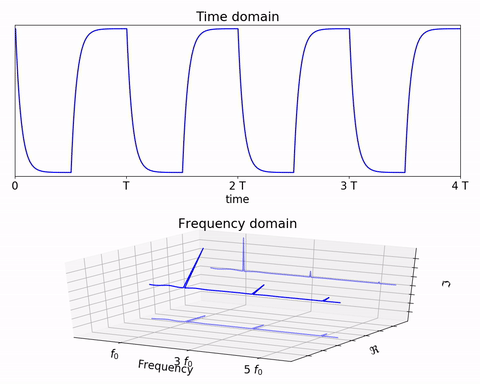 Time domain
0 T 2 T 3 T 4 T
time
Frequency domain
f₀ 3 f₀ 5 f₀
Frequency
ℜ